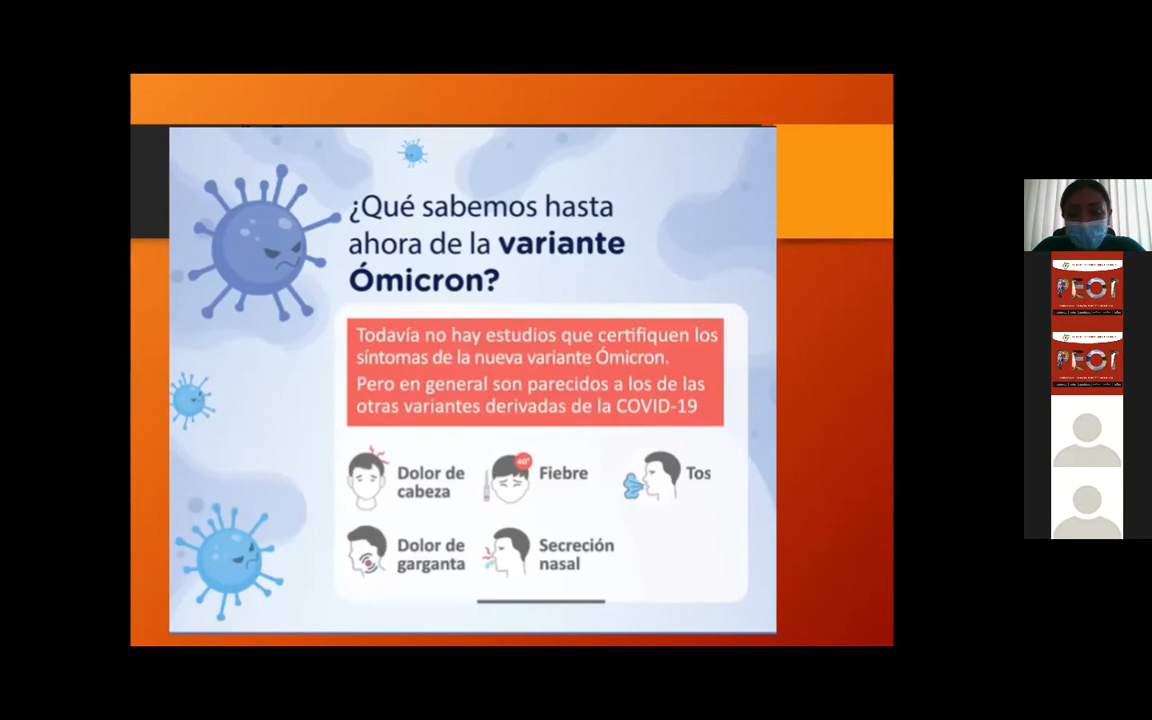 ¿Qué sabemos hasta
ahora de la variante
Ómicron?
Todavía no hay estudios que certifiquen los
síntomas de la nueva variante Ómicron.
Pero en general son parecidos a los de las
otras variantes derivadas de la COVID-19
Dolor de
cabeza
40°
Fiebre
Tos
Dolor de
garganta
Secreción
nasal